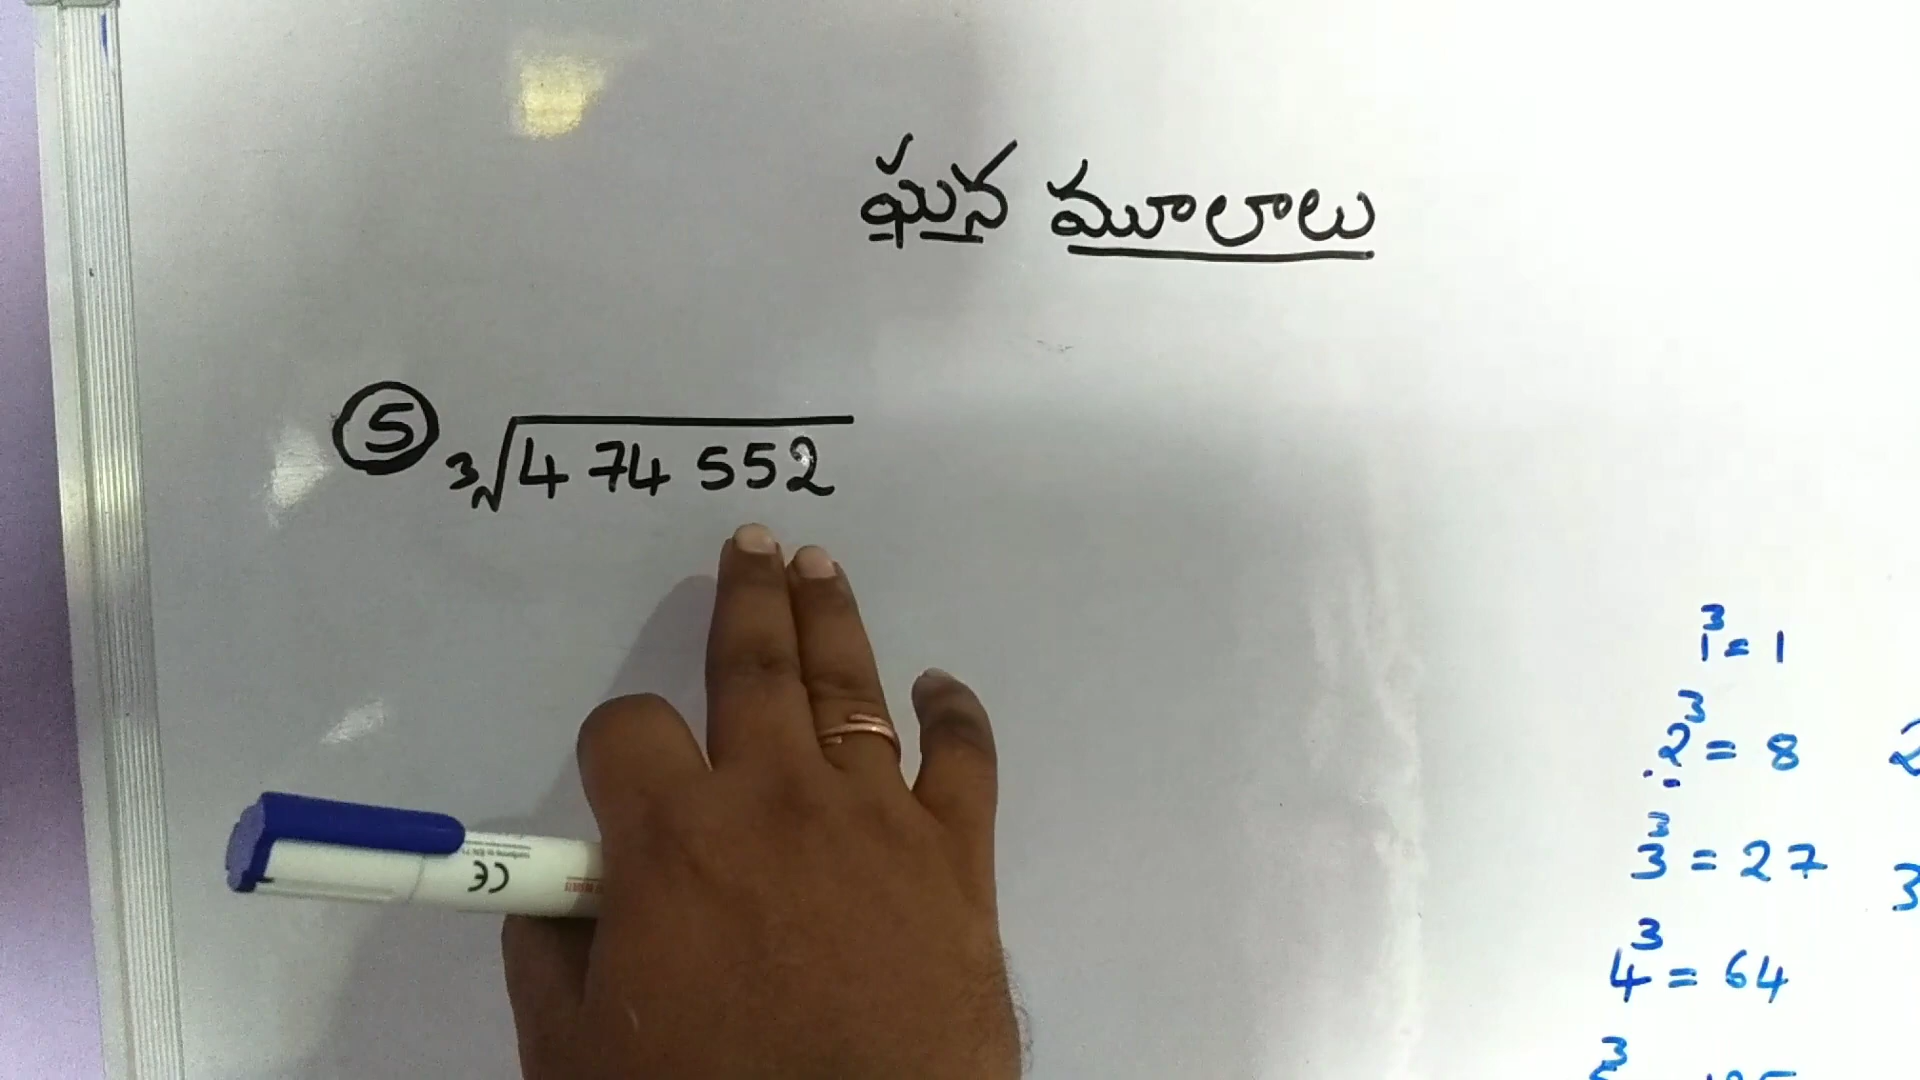 ఘన మూలాలు
⑤ ∛474552
1³ = 1
2³ = 8
3³ = 27
4³ = 64
CE